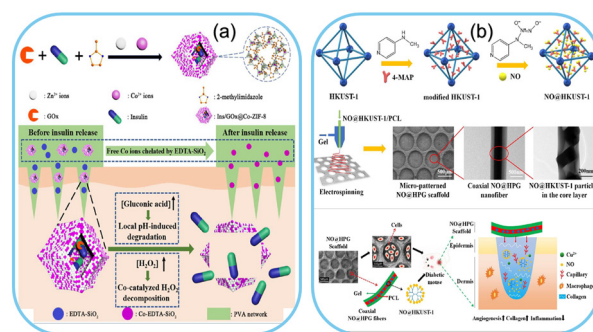 (a)
: Zn²⁺ ions
: Co²⁺ ions
: 2-methylimidazole
: GOx
: Insulin
: Ins/GOx@Co-ZIF-8
Before insulin release
After insulin release
Free Co ions chelated by EDTA-SiO₂
[Gluconic acid]
Local pH-induced
degradation
[H₂O₂]
Co-catalyzed H₂O₂
decomposition
: EDTA-SiO₂
: Co-EDTA-SiO₂
: PVA network
(b)
4-MAP
NO
HKUST-1
modified HKUST-1
NO@HKUST-1
NO@HKUST-1/PCL
Gel
Electrospinning
Micro-patterned
NO@HPG scaffold
Coaxial NO@HPG
nanofiber
NO@HKUST-1 particle
in the core layer
NO@HPG
Scaffold
Cells
Diabetic
mouse
Gel
PCL
Coaxial
NO@HPG fibers
NO@HKUST-1
NO@HPG
Scaffold
Epidermis
Dermis
Cu²⁺
NO
Capillary
Macrophage
Collagen
Angiogenesis
Collagen
Inflammation